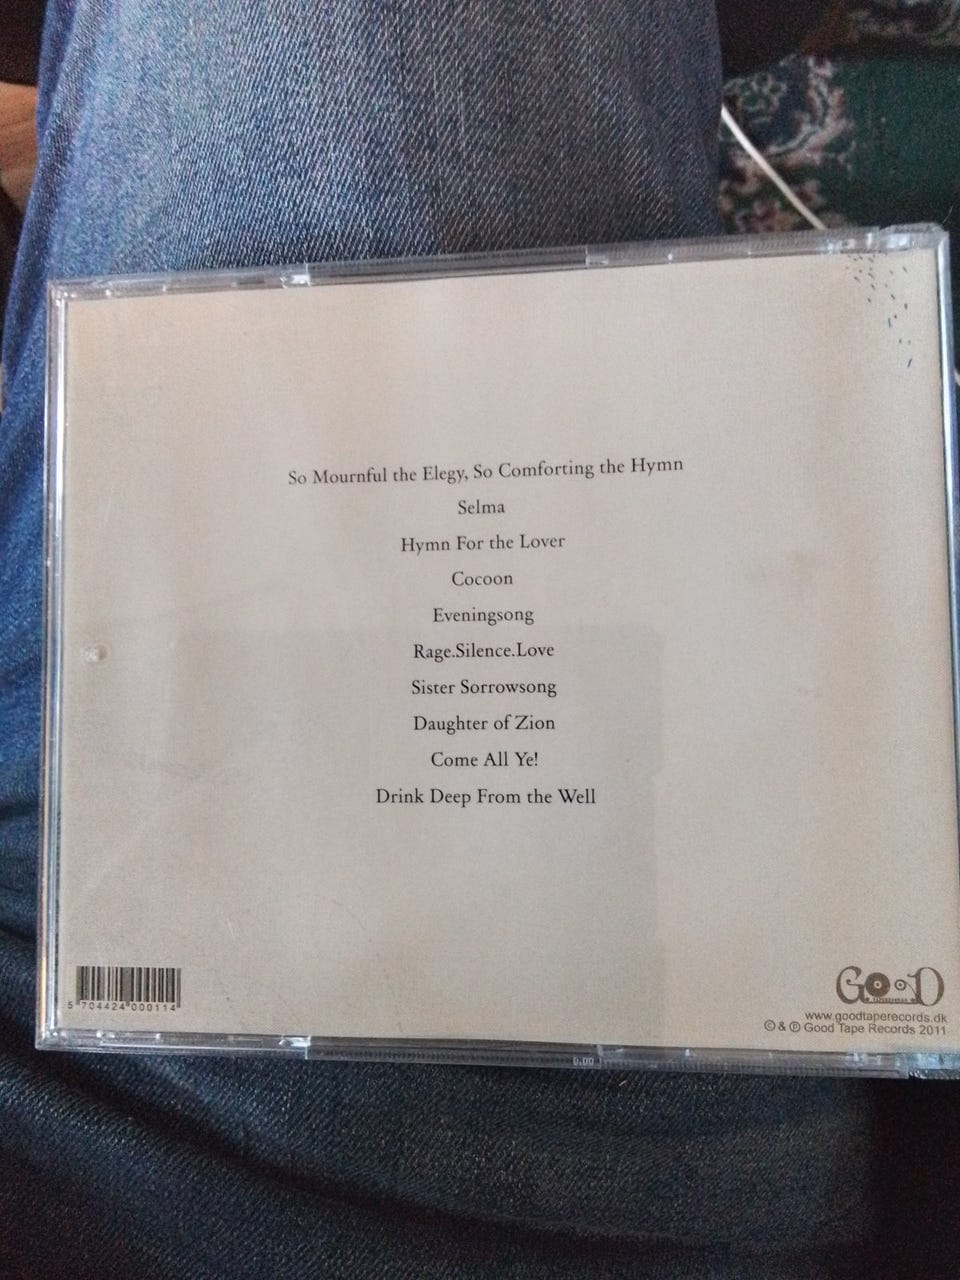 So Mournful the Elegy, So Comforting the Hymn
Selma
Hymn For the Lover
Cocoon
Eveningsong
Rage.Silence.Love
Sister Sorrowsong
Daughter of Zion
Come All Ye!
Drink Deep From the Well
5 704424 000114
GOOD
www.goodtaperecords.dk
© & ℗ Good Tape Records 2011